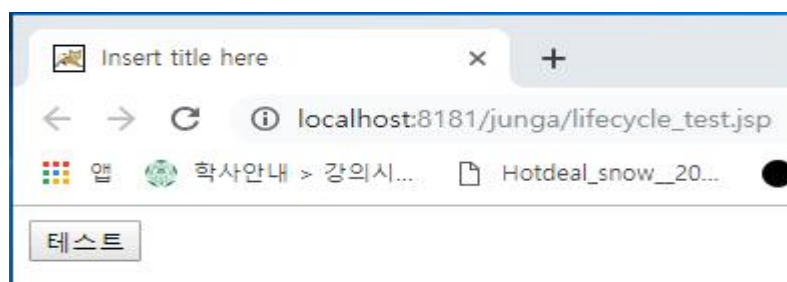 Insert title here
localhost:8181/junga/lifecycle_test.jsp
앱 학사안내 > 강의시... Hotdeal_snow__20...
테스트